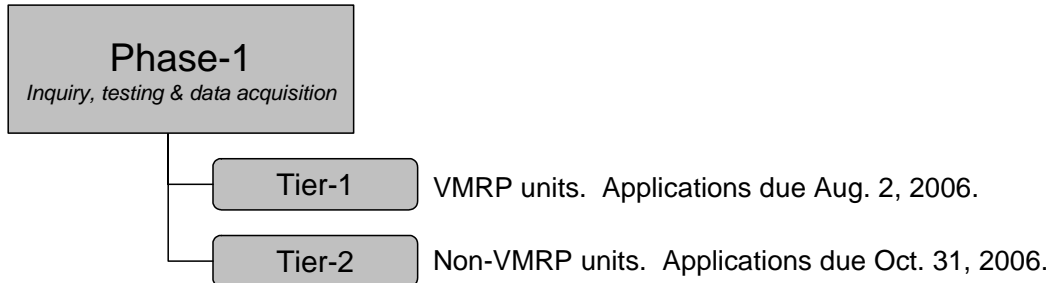 Phase-1
Inquiry, testing & data acquisition
Tier-1
VMRP units.  Applications due Aug. 2, 2006.
Tier-2
Non-VMRP units.  Applications due Oct. 31, 2006.